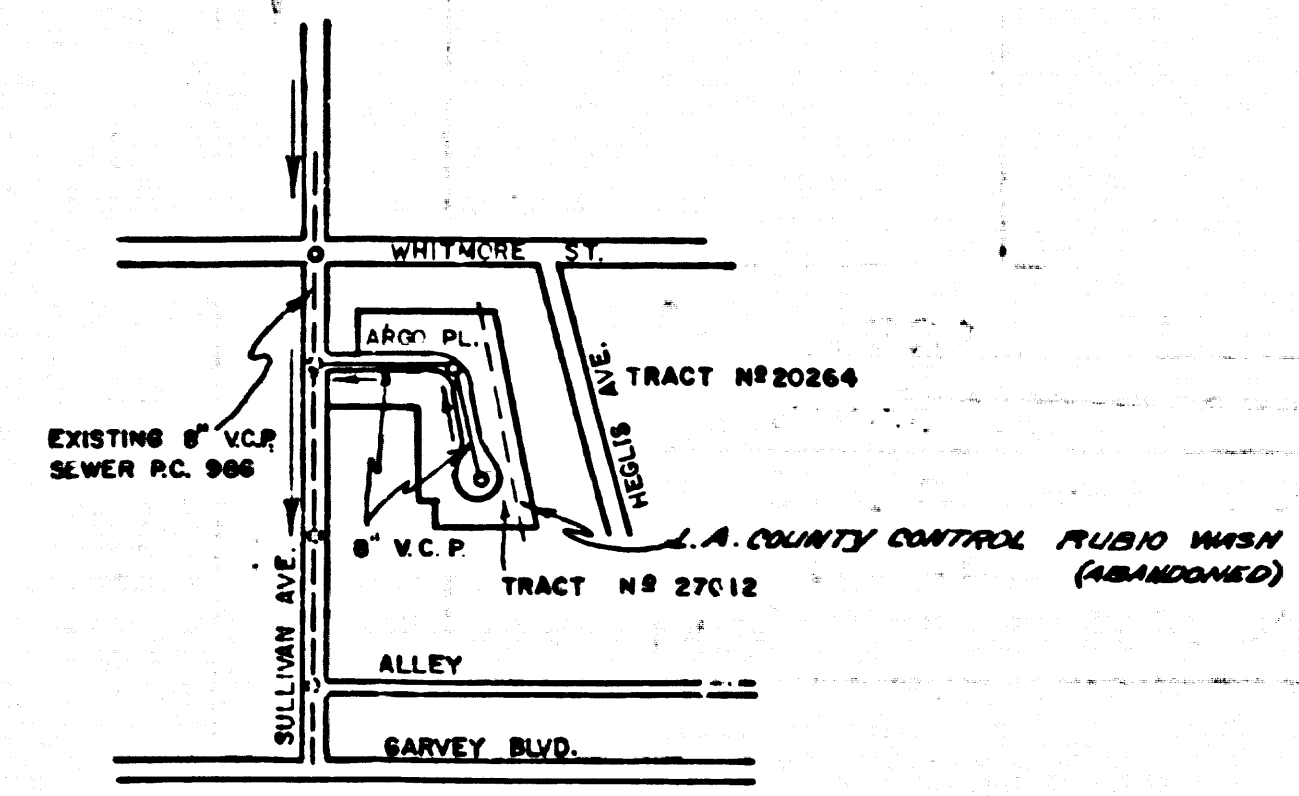 WHITMORE ST.
ARGO PL.
HEGLIS AVE.
TRACT Nº 20264
EXISTING 8" V.C.P.
SEWER P.C. 986
8" V.C.P.
L.A. COUNTY CONTROL RUBIO WASH
(ABANDONED)
TRACT Nº 27012
SULLIVAN AVE.
ALLEY
GARVEY BLVD.